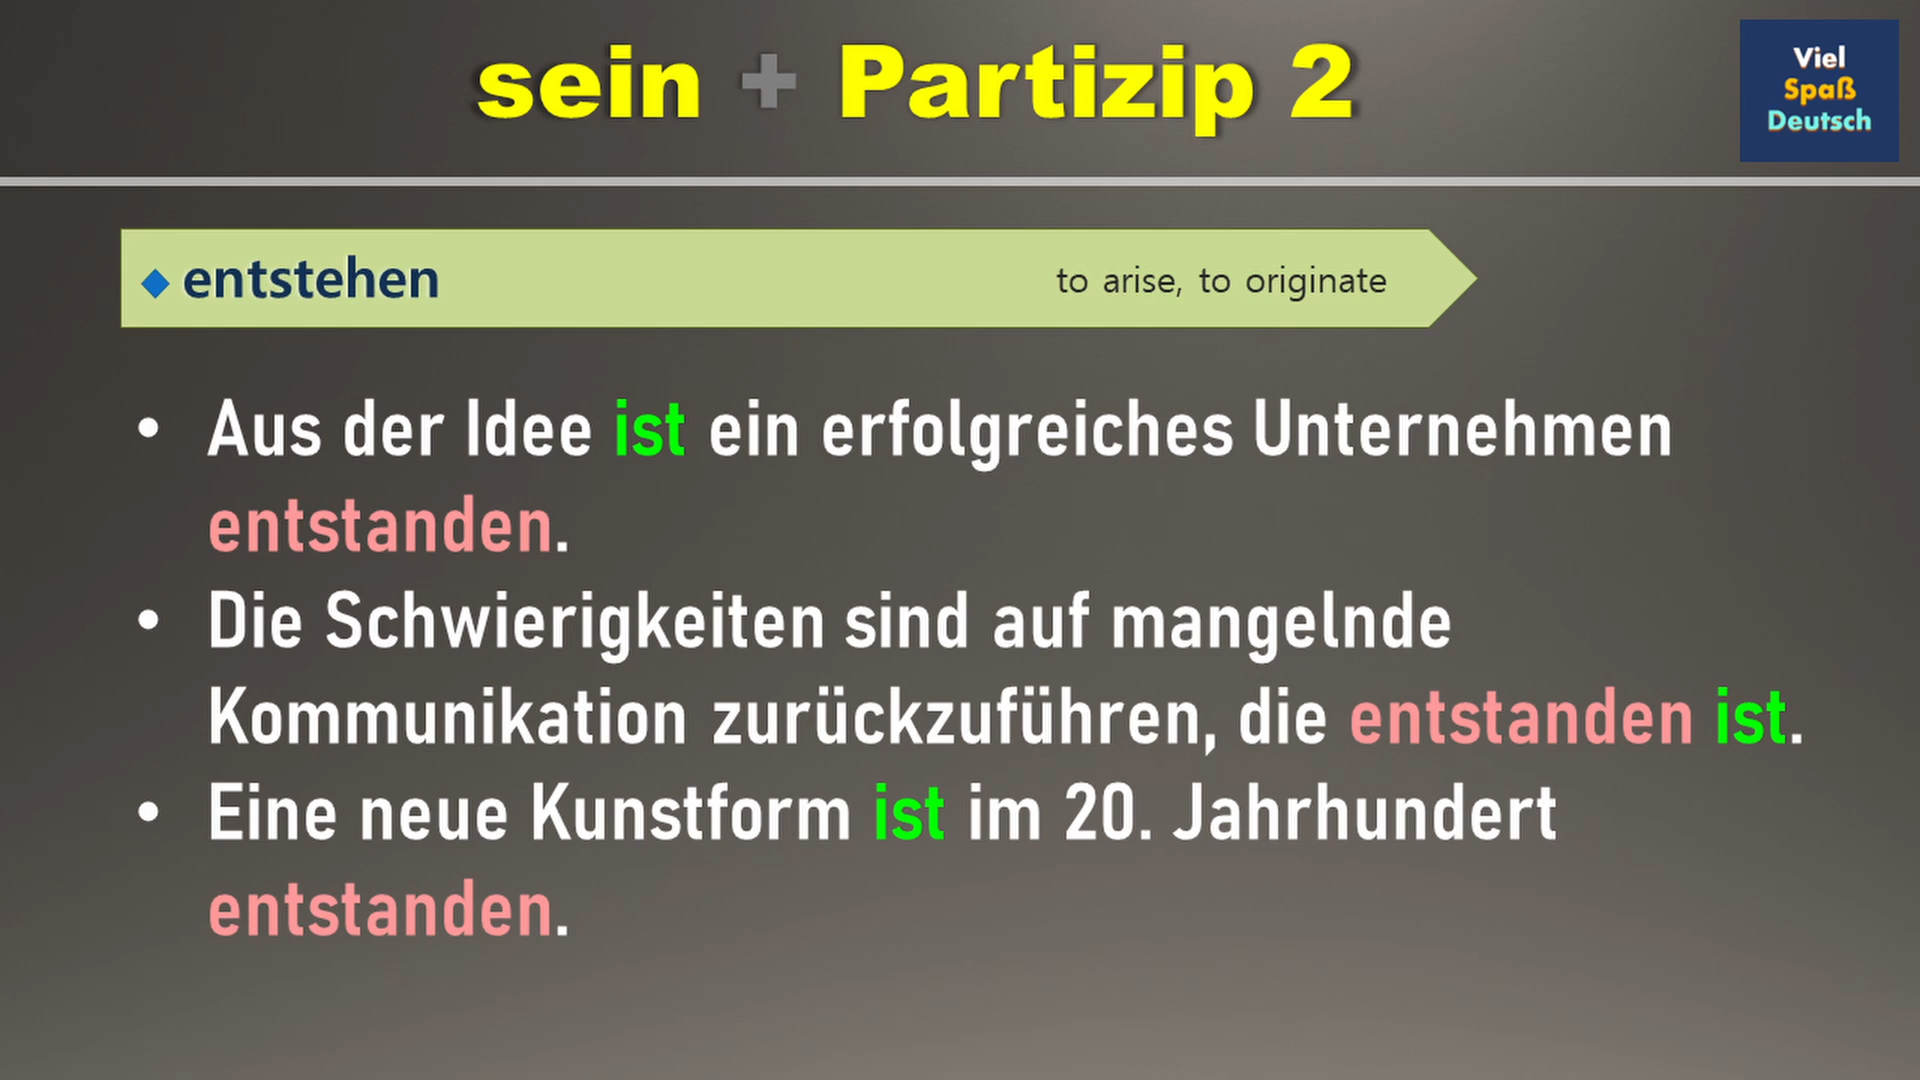 sein + Partizip 2
Viel
Spaß
Deutsch
entstehen
to arise, to originate
• Aus der Idee ist ein erfolgreiches Unternehmen
entstanden.
• Die Schwierigkeiten sind auf mangelnde
Kommunikation zurückzuführen, die entstanden ist.
• Eine neue Kunstform ist im 20. Jahrhundert
entstanden.